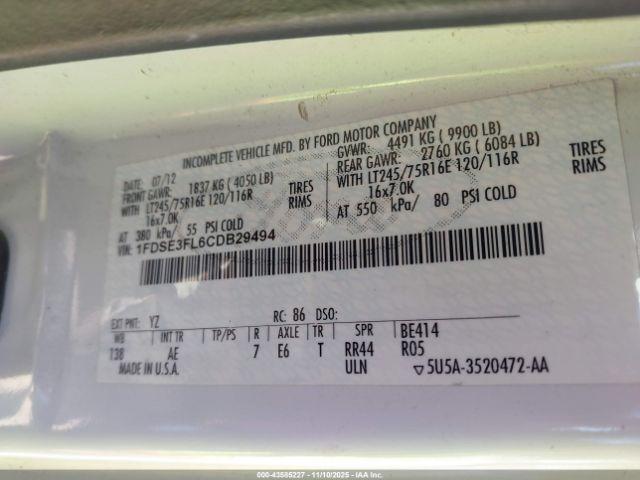 INCOMPLETE VEHICLE MFD. BY FORD MOTOR COMPANY
DATE: 07/12 GVWR: 4491 KG ( 9900 LB)
FRONT GAWR: 1837 KG ( 4050 LB) REAR GAWR: 2760 KG ( 6084 LB)
WITH LT245/75R16E 120/116R TIRES WITH LT245/75R16E 120/116R TIRES
16x7.0K RIMS 16x7.0K RIMS
AT 380 kPa/ 55 PSI COLD AT 550 kPa/ 80 PSI COLD
VIN: 1FDSE3FL6CDB29494
EXT PNT: YZ RC: 86 DSO:
WB INT TR TP/PS R AXLE TR SPR BE414
138 AE 7 E6 T RR44 R05
MADE IN U.S.A. ULN ▽5U5A-3520472-AA
00-43585227 - 11/10/2025 - IAAC